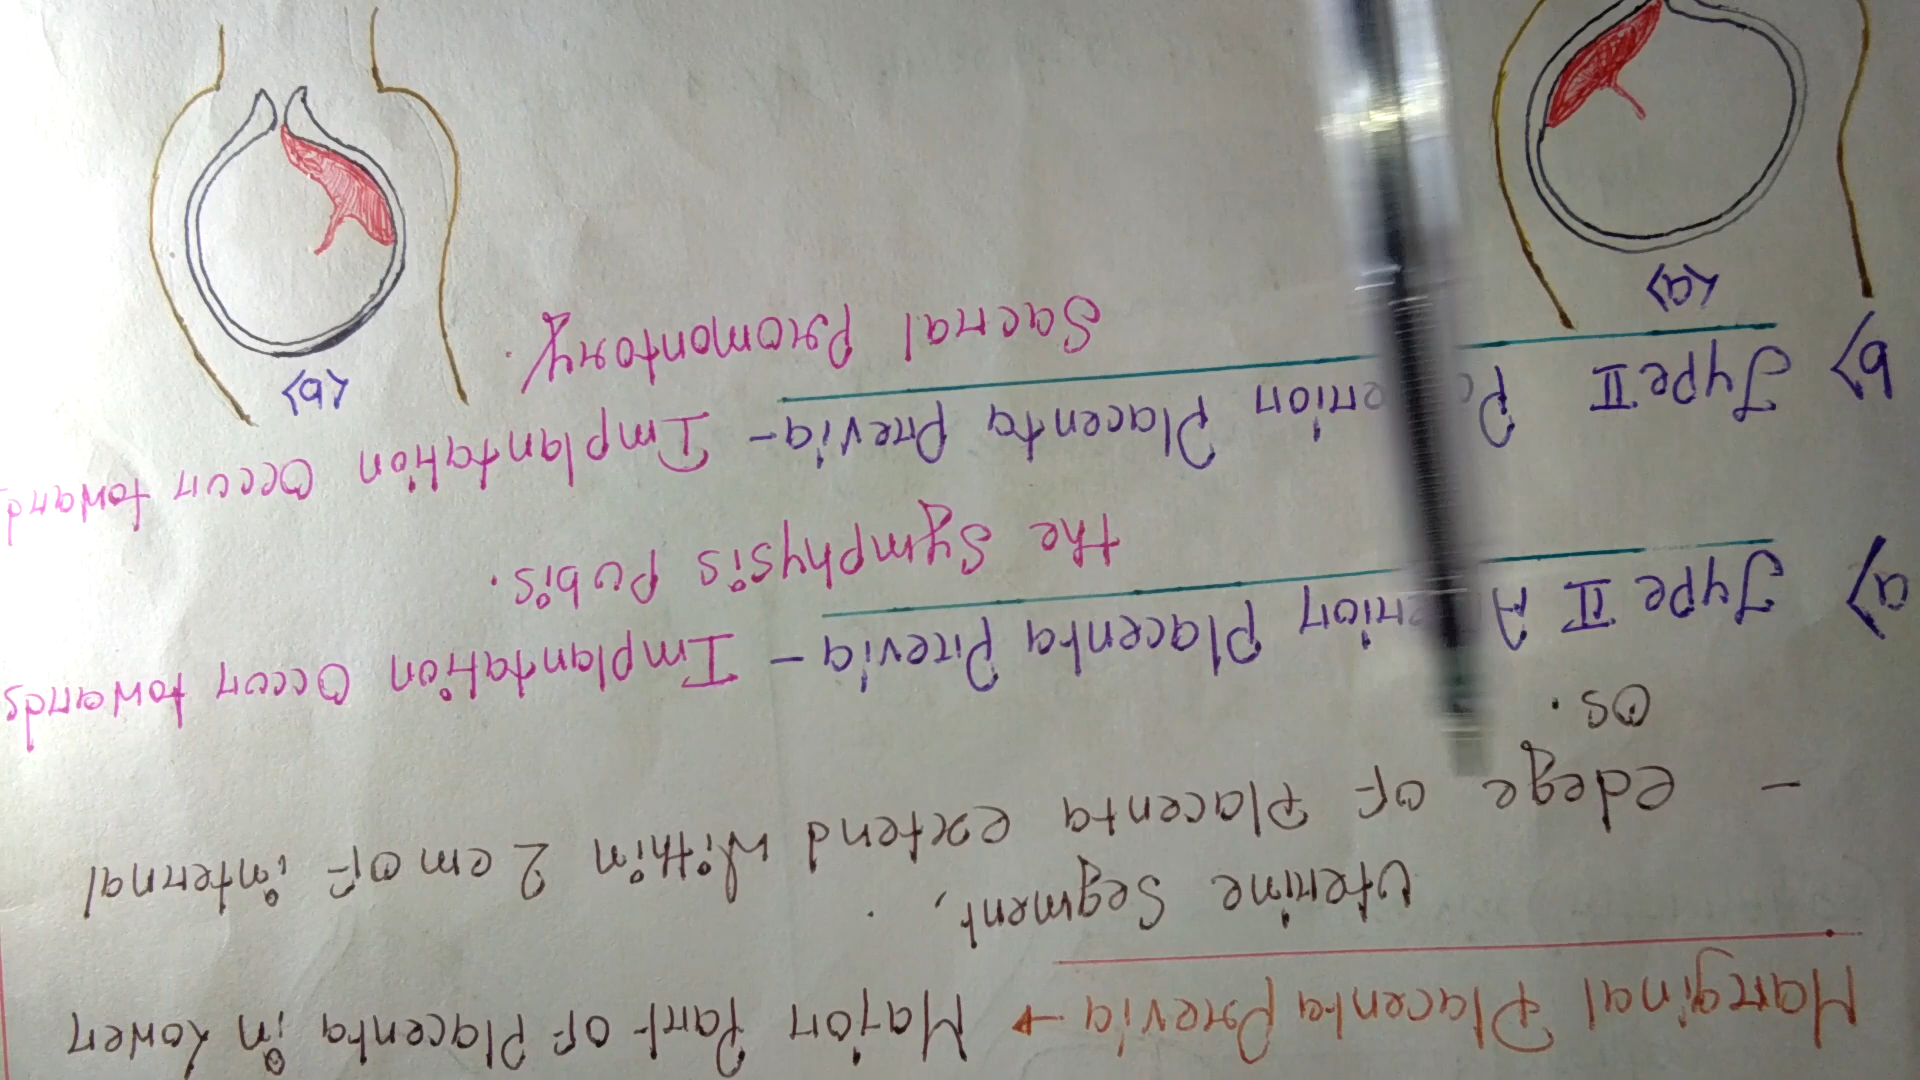 Marginal Placenta Previa → Major Part of Placenta in Lower
Uterine Segment,
- edege of Placenta extend within 2 cm of internal
os.
a) Type II Placenta Previa - Implantation Occur towards
the Symphysis Pubis.
b) Type II Placenta Previa - Implantation Occur toward
Sacral Promontory.
<a>
<b>